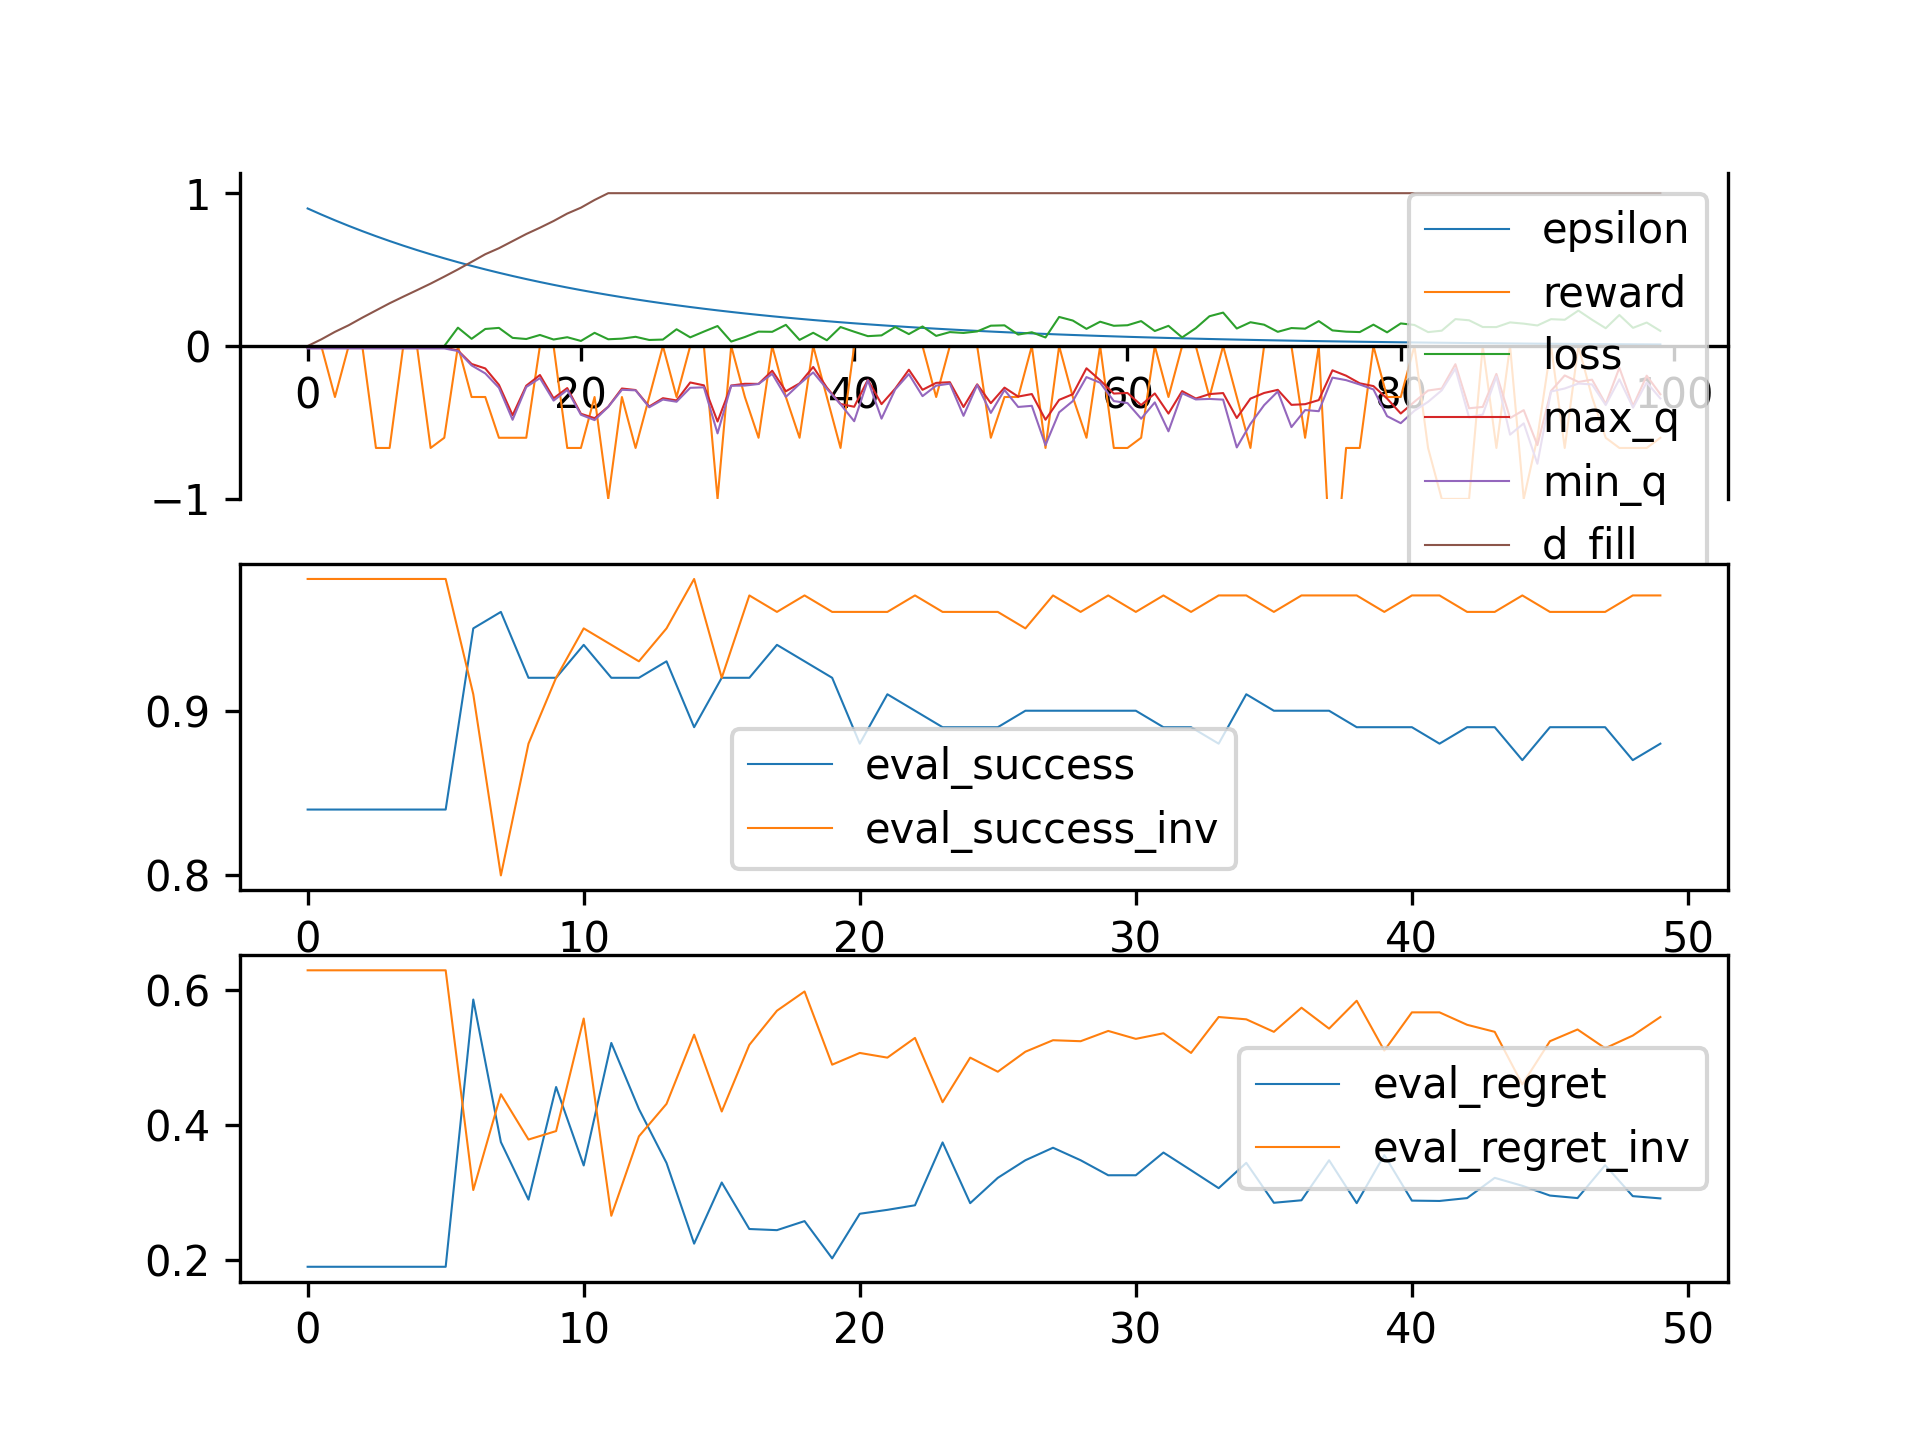 1
0
−1
0 20 40 60 80 100
epsilon
reward
loss
max_q
min_q
d_fill
0.9
0.8
eval_success
eval_success_inv
0 10 20 30 40 50
0.6
0.4
0.2
eval_regret
eval_regret_inv
0 10 20 30 40 50